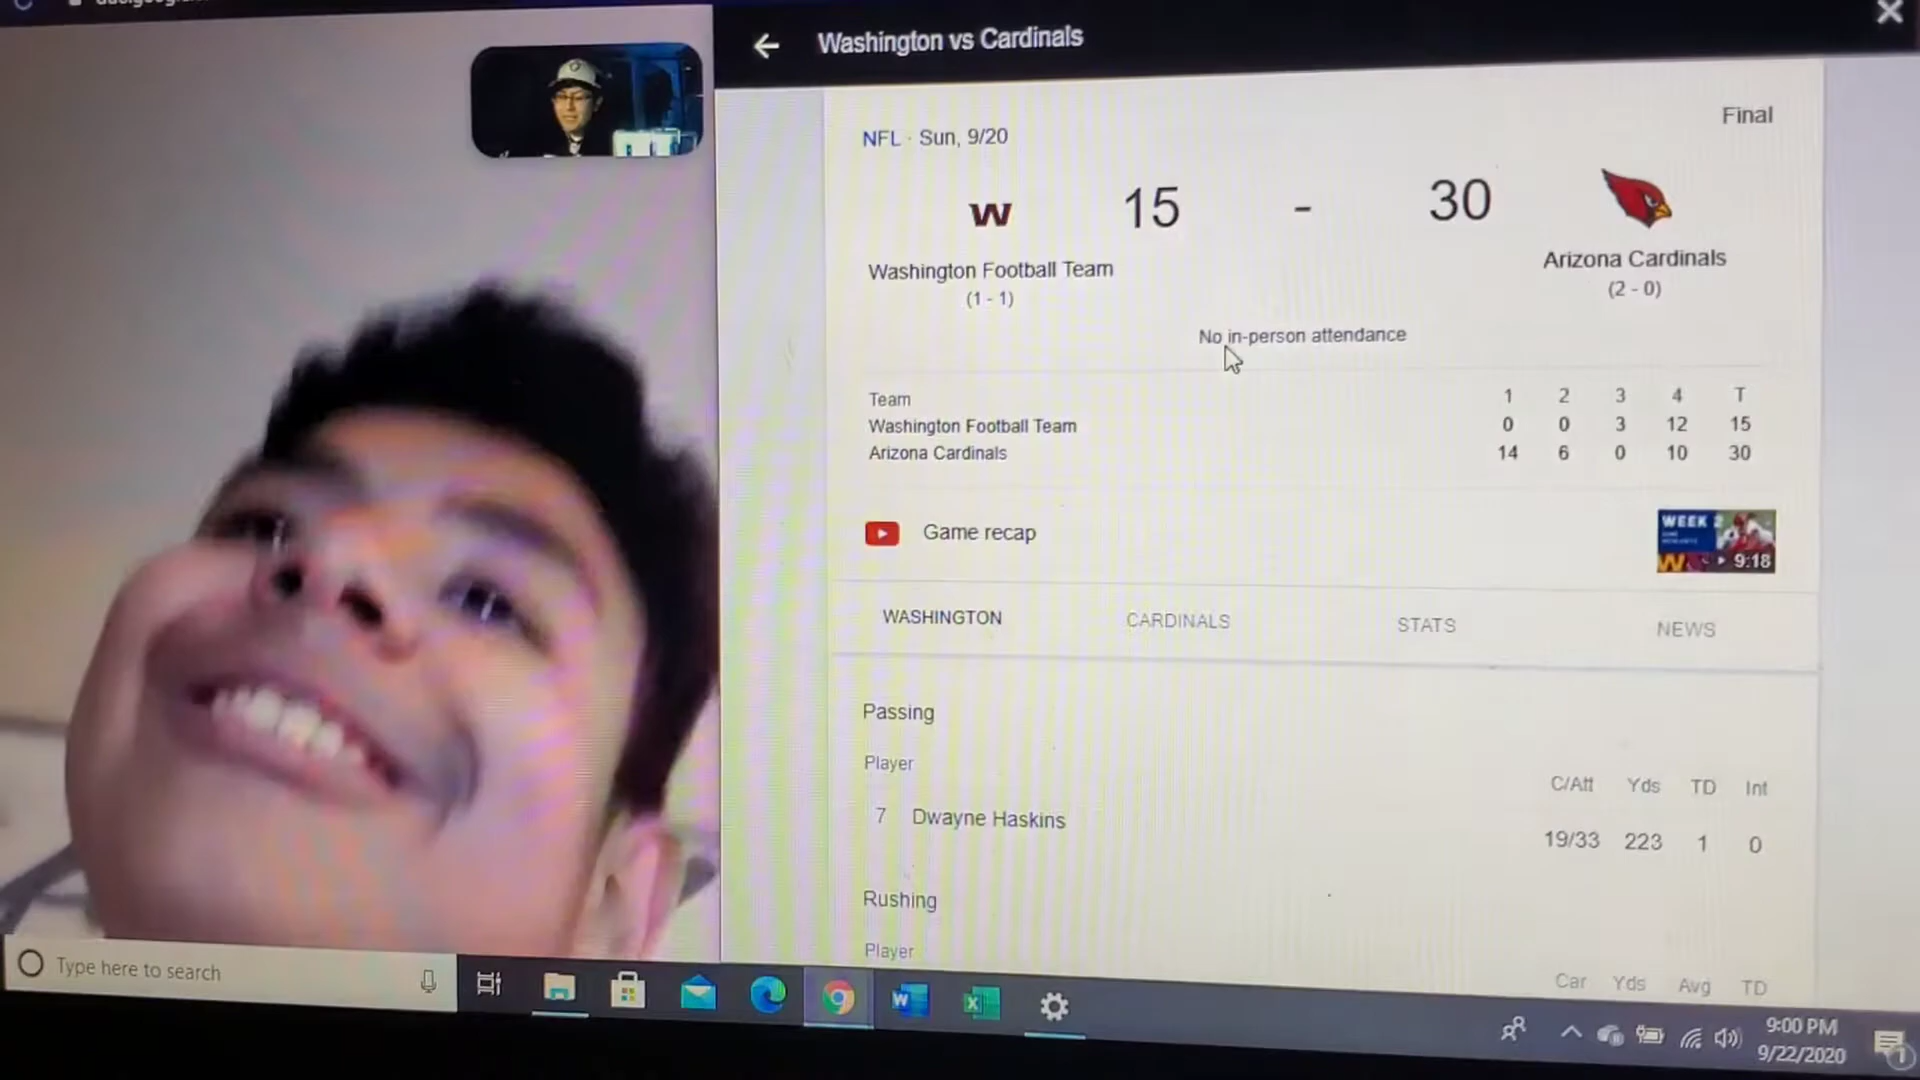 Washington vs Cardinals
Final
NFL · Sun, 9/20
W
15 - 30
Washington Football Team
Arizona Cardinals
(1 - 1)
(2 - 0)
No in-person attendance
Team 1 2 3 4 T
Washington Football Team 0 0 3 12 15
Arizona Cardinals 14 6 0 10 30
Game recap
WEEK 2
W
9:18
WASHINGTON CARDINALS STATS NEWS
Passing
Player C/Att Yds TD Int
7 Dwayne Haskins 19/33 223 1 0
Rushing
Player Car Yds Avg TD
Type here to search
9:00 PM
9/22/2020
1